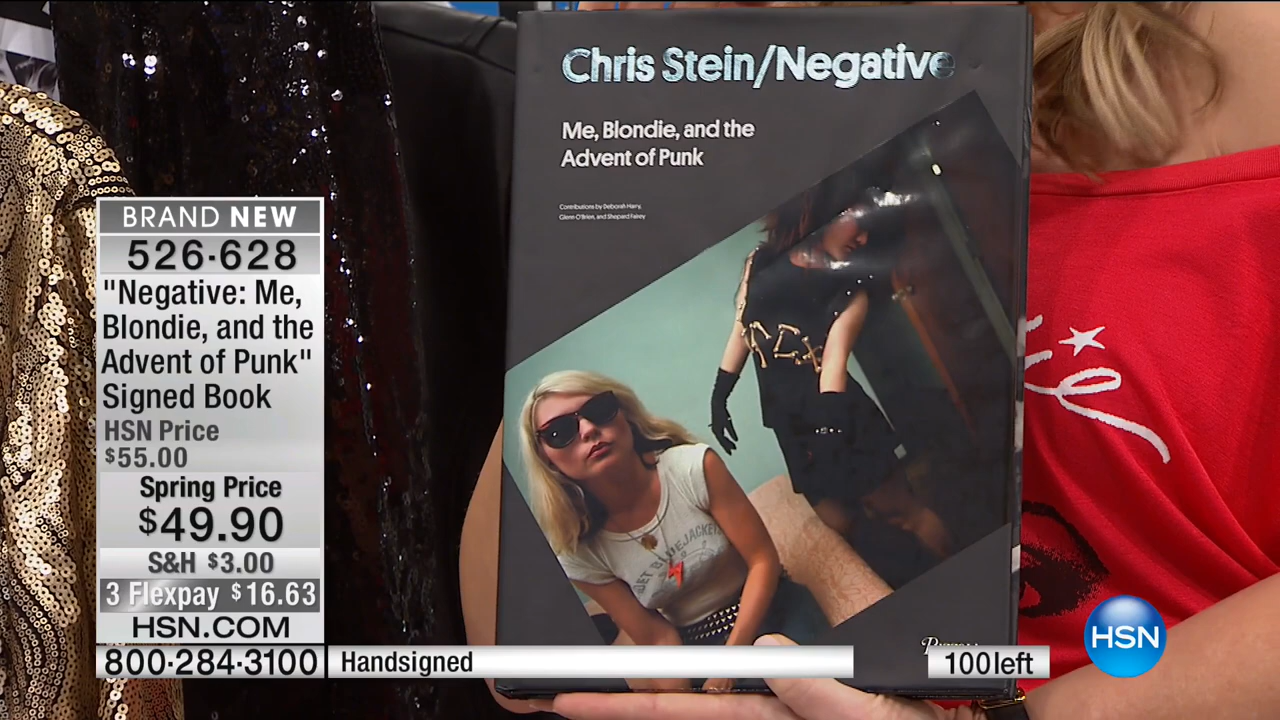 Chris Stein/Negative
Me, Blondie, and the
Advent of Punk
Contributions by Deborah Harry,
Glenn O'Brien, and Shepard Fairey
BRAND NEW
526-628
"Negative: Me,
Blondie, and the
Advent of Punk"
Signed Book
HSN Price
$55.00
Spring Price
$49.90
S&H $3.00
3 Flexpay $16.63
HSN.COM
800-284-3100
Handsigned
100 left
HSN